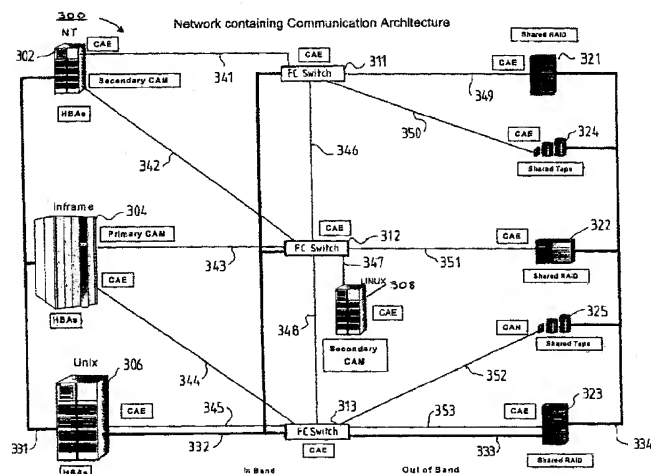 300
Network containing Communication Architecture
NT
302
CAE
Secondary CAM
HBAs
341
CAE
FC Switch
311
349
350
Shared RAID
CAE
321
CAE
324
Shared Tape
342
346
Inframe
304
Primary CAM
CAE
HBAs
343
CAE
FC Switch
312
347
351
CAE
322
Shared RAID
LINUX
308
CAE
Secondary CAM
348
344
325
Shared Tape
352
Unix
306
CAE
HBAs
345
332
331
313
FC Switch
CAE
353
333
CAE
323
Shared RAID
334
In Band
Out of Band